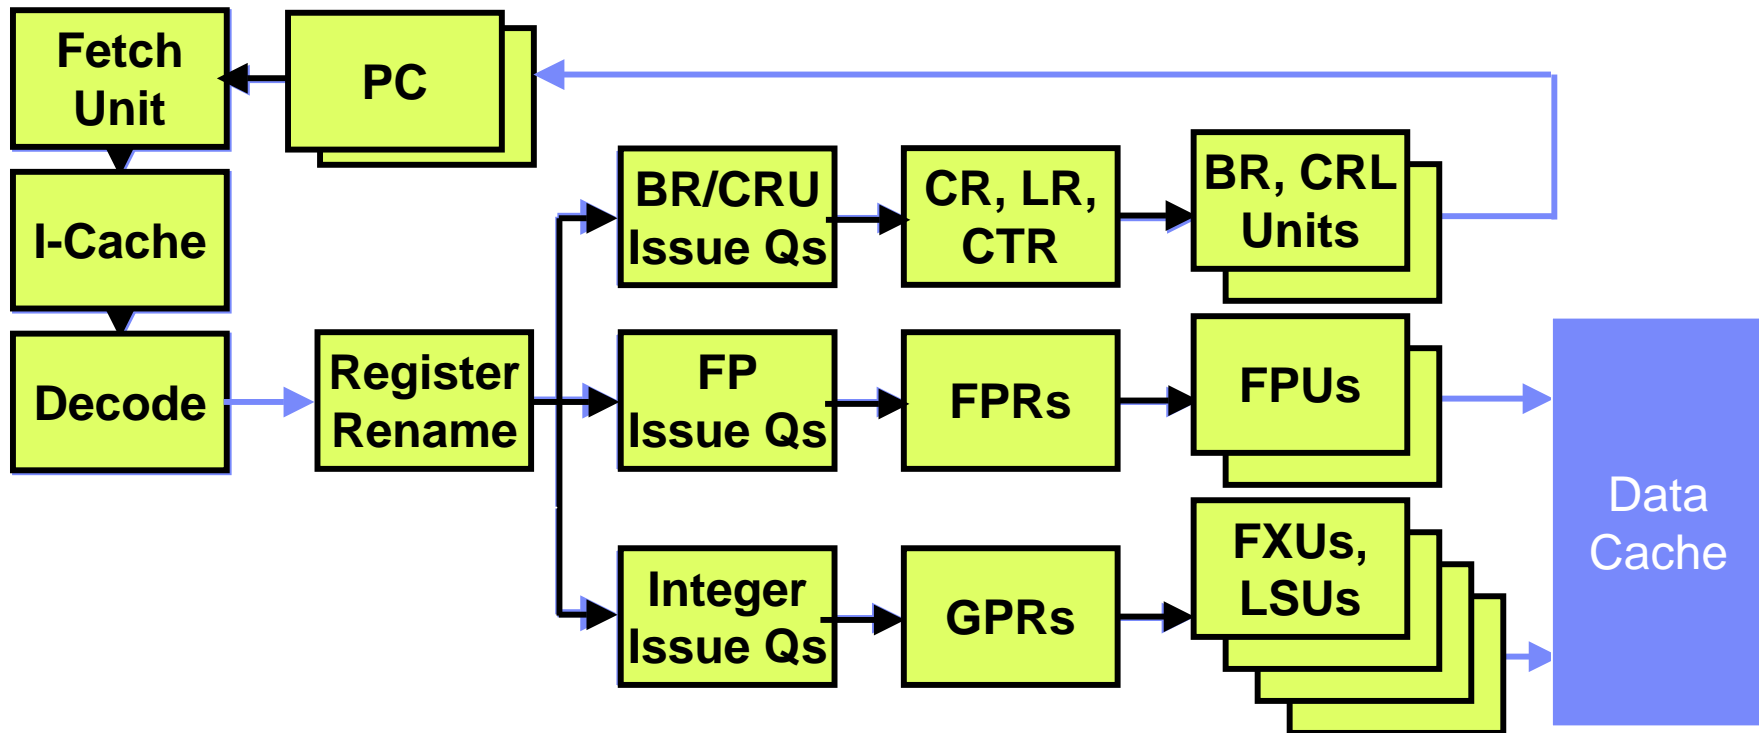 Fetch
Unit
PC
I-Cache
Decode
Register
Rename
BR/CRU
Issue Qs
CR, LR,
CTR
BR, CRL
Units
FP
Issue Qs
FPRs
FPUs
Integer
Issue Qs
GPRs
FXUs,
LSUs
Data
Cache